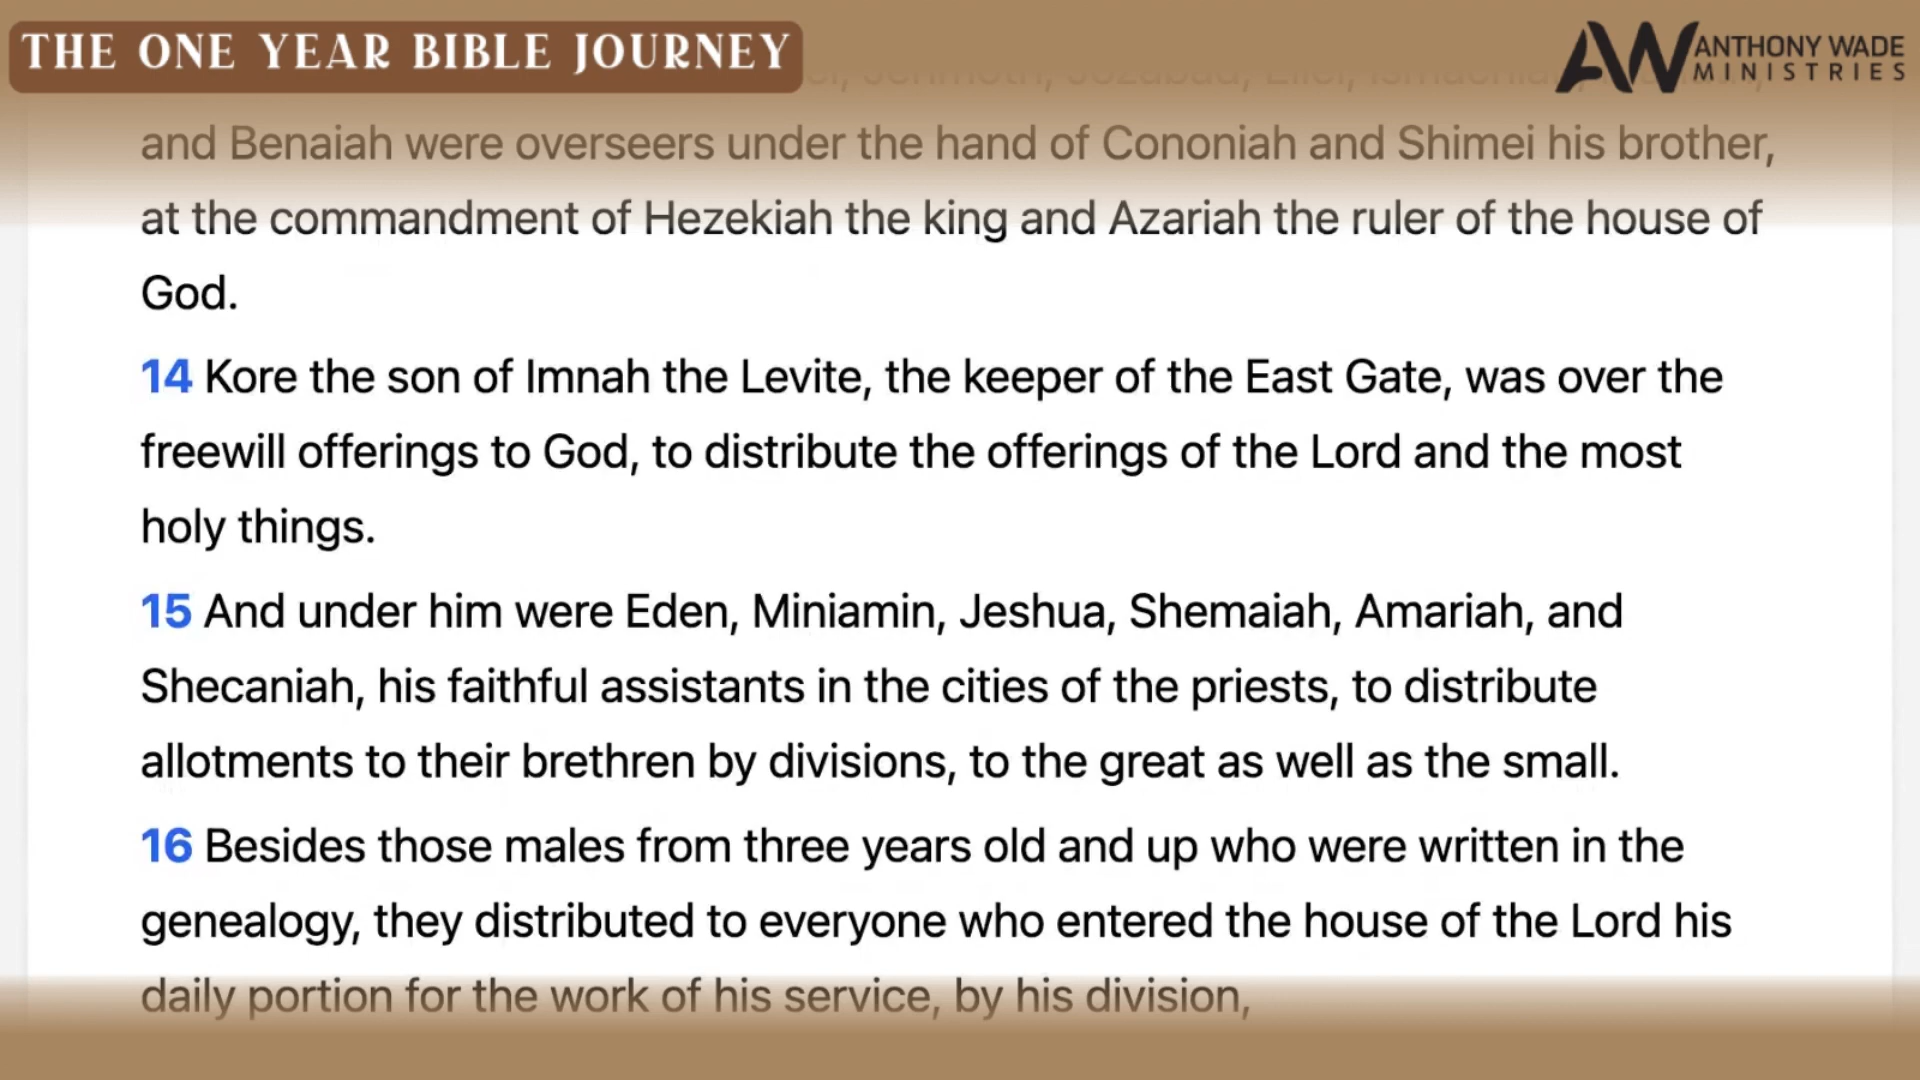 THE ONE YEAR BIBLE JOURNEY
ANTHONY WADE
MINISTRIES
and Benaiah were overseers under the hand of Cononiah and Shimei his brother,
at the commandment of Hezekiah the king and Azariah the ruler of the house of
God.
14 Kore the son of Imnah the Levite, the keeper of the East Gate, was over the
freewill offerings to God, to distribute the offerings of the Lord and the most
holy things.
15 And under him were Eden, Miniamin, Jeshua, Shemaiah, Amariah, and
Shecaniah, his faithful assistants in the cities of the priests, to distribute
allotments to their brethren by divisions, to the great as well as the small.
16 Besides those males from three years old and up who were written in the
genealogy, they distributed to everyone who entered the house of the Lord his
daily portion for the work of his service, by his division,